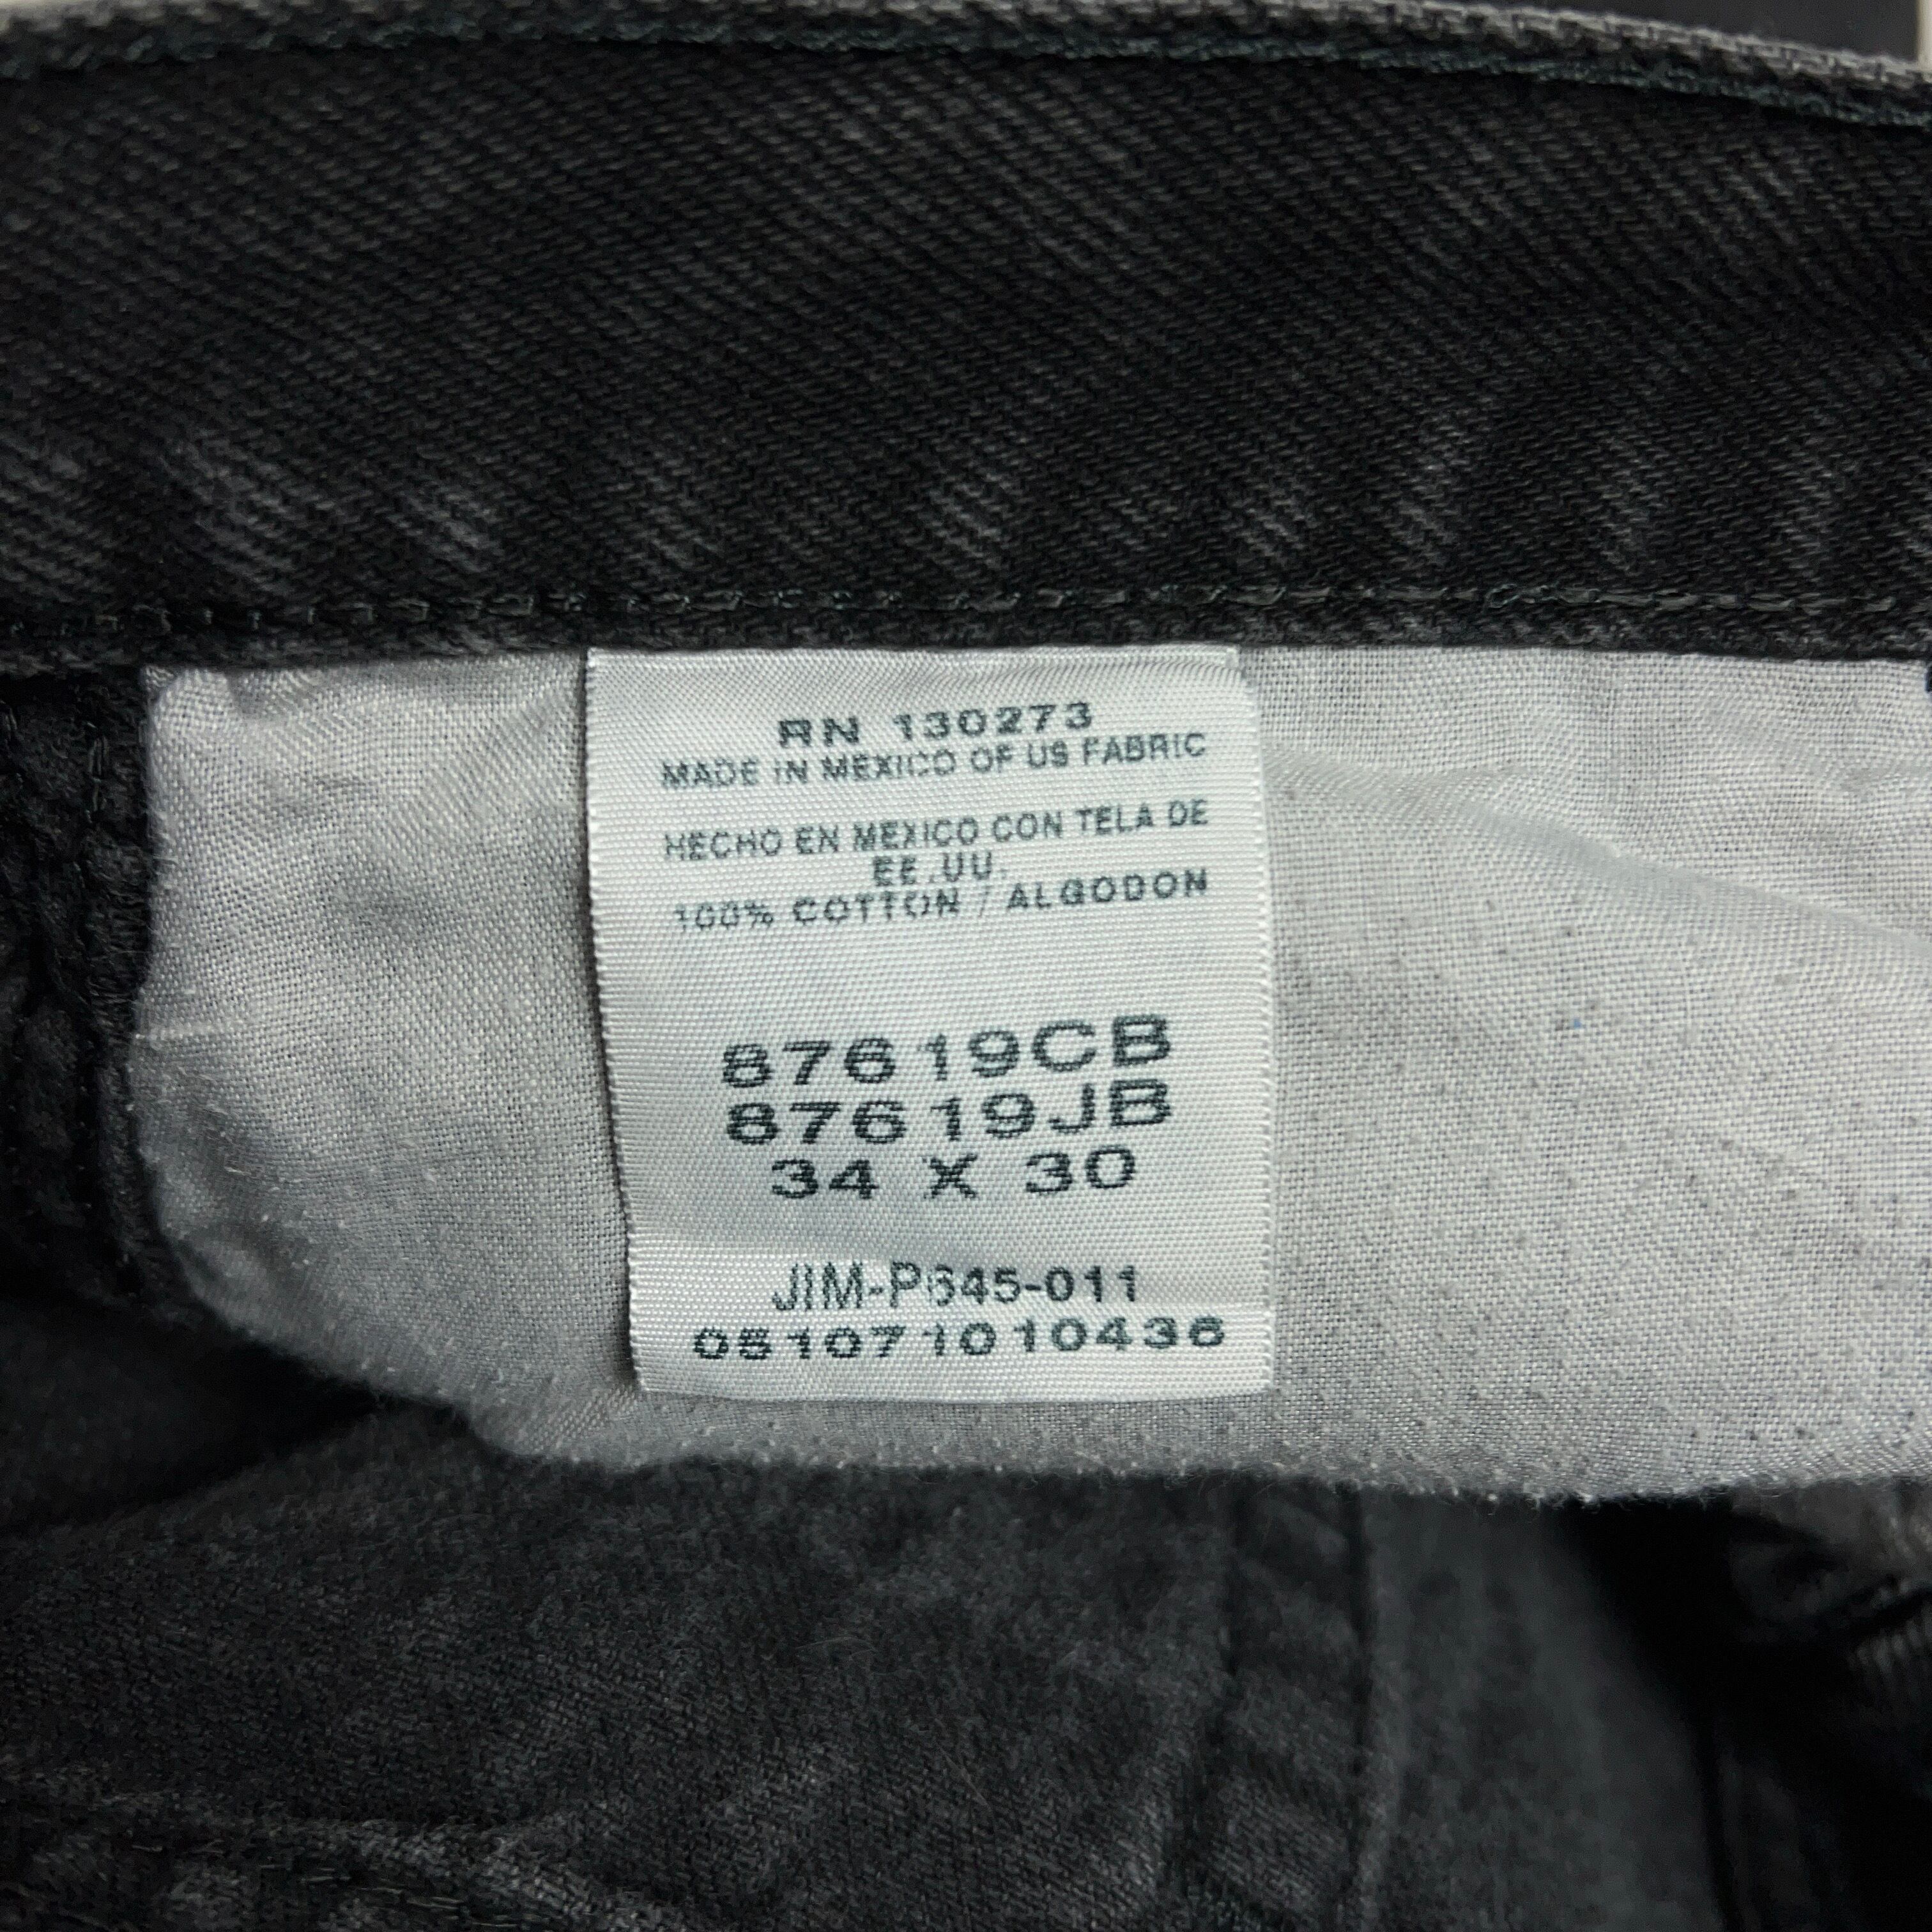 RN 130273
MADE IN MEXICO OF US FABRIC
HECHO EN MEXICO CON TELA DE
EE.UU.
100% COTTON / ALGODON
87619CB
87619JB
34 X 30
JIM-P645-011
051071010436